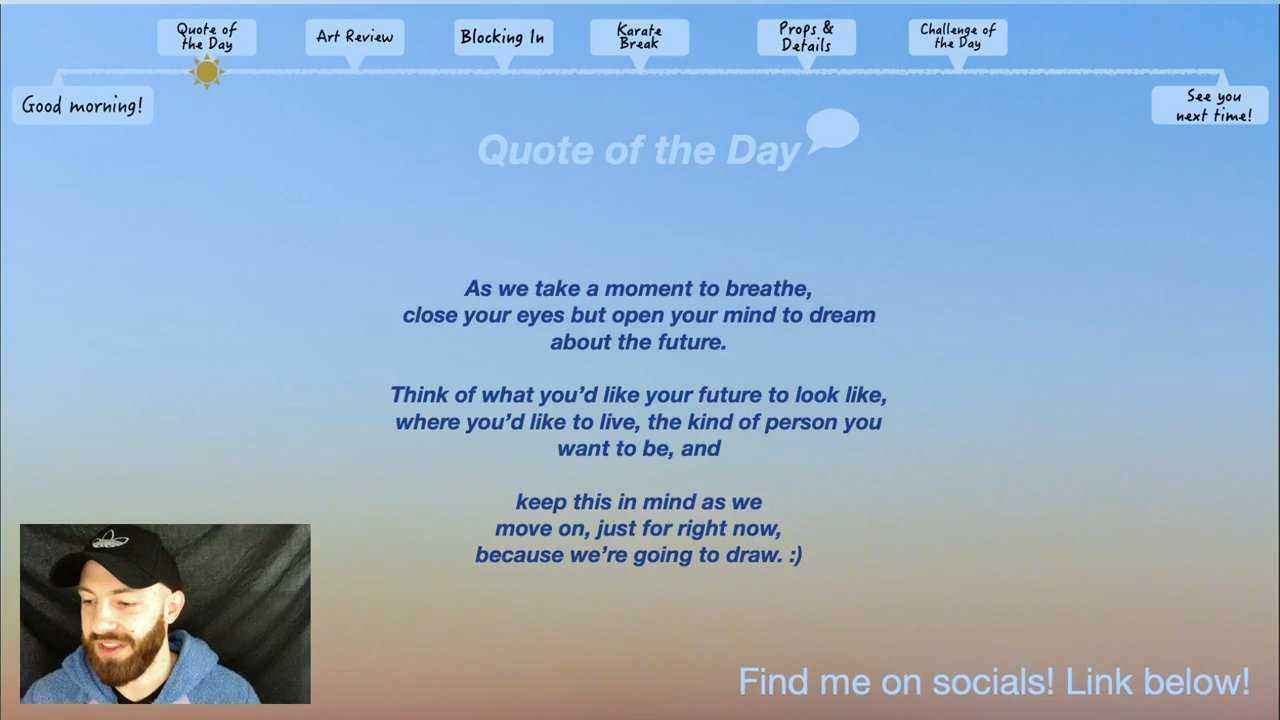 Quote of
the Day
Art Review
Blocking In
Karate
Break
Props &
Details
Challenge of
the Day
Good morning!
See you
next time!
Quote of the Day
As we take a moment to breathe,
close your eyes but open your mind to dream
about the future.
Think of what you’d like your future to look like,
where you’d like to live, the kind of person you
want to be, and
keep this in mind as we
move on, just for right now,
because we’re going to draw. :)
Find me on socials! Link below!